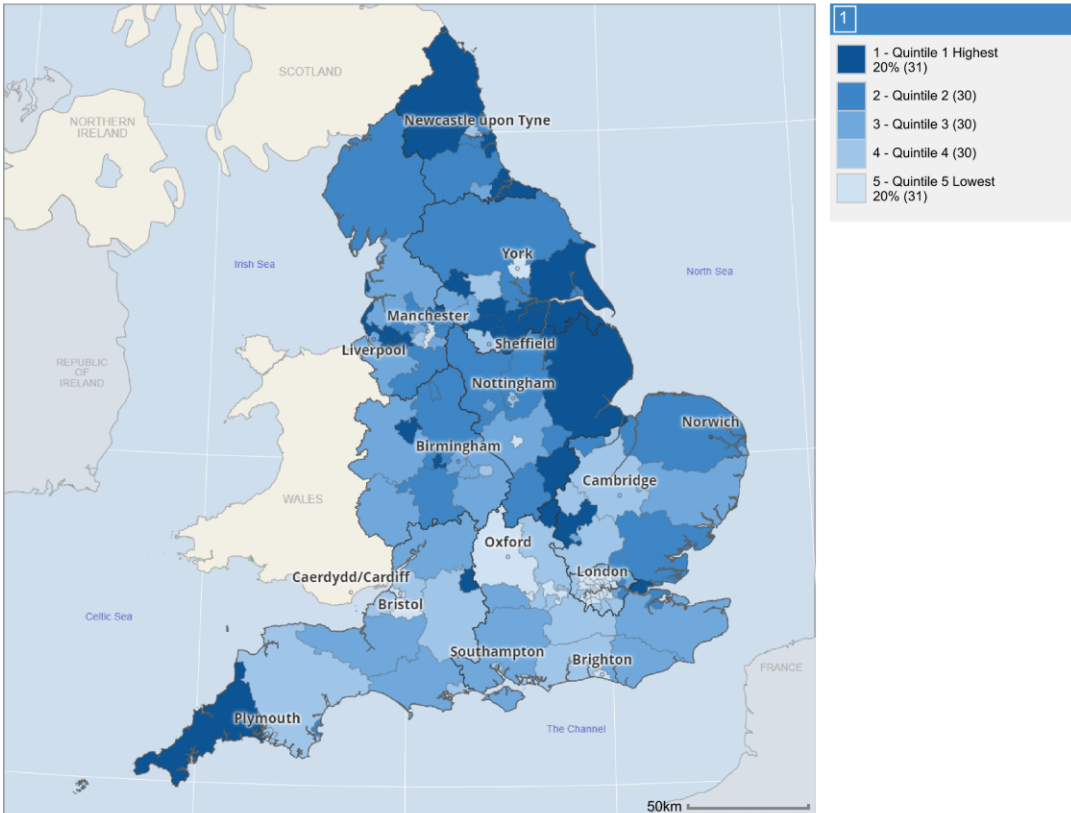 SCOTLAND
NORTHERN
IRELAND
Newcastle upon Tyne
York
Irish Sea
North Sea
Manchester
Sheffield
Liverpool
REPUBLIC
OF
IRELAND
Nottingham
Norwich
Birmingham
Cambridge
WALES
Oxford
London
Caerdydd/Cardiff
Bristol
Celtic Sea
Southampton
Brighton
FRANCE
Plymouth
The Channel
50km
1
1 - Quintile 1 Highest
20% (31)
2 - Quintile 2 (30)
3 - Quintile 3 (30)
4 - Quintile 4 (30)
5 - Quintile 5 Lowest
20% (31)